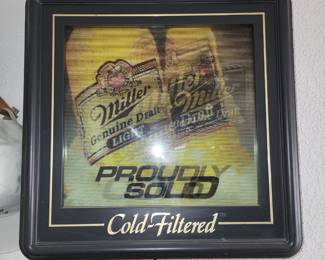 Miller
Genuine Draft
LIGHT
Miller
PROUDLY
SOLD
Cold-Filtered